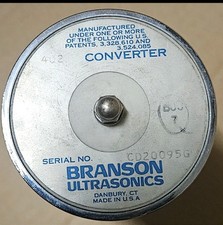 MANUFACTURED
UNDER ONE OR MORE
OF THE FOLLOWING U.S.
PATENTS, 3,328,610 AND
3,524,085
402
CONVERTER
SERIAL NO.
BRANSON
ULTRASONICS
DANBURY, CT
MADE IN U.S.A